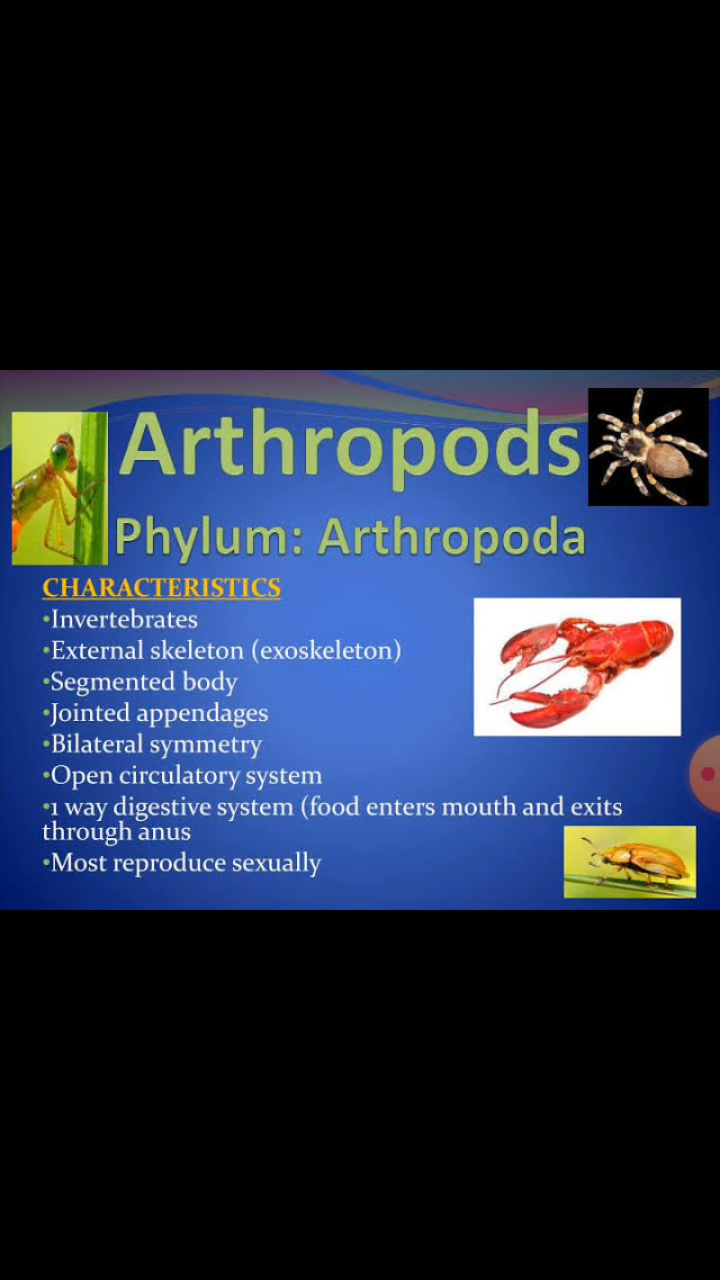 Arthropods
Phylum: Arthropoda
CHARACTERISTICS
•Invertebrates
•External skeleton (exoskeleton)
•Segmented body
•Jointed appendages
•Bilateral symmetry
•Open circulatory system
•1 way digestive system (food enters mouth and exits
through anus
•Most reproduce sexually